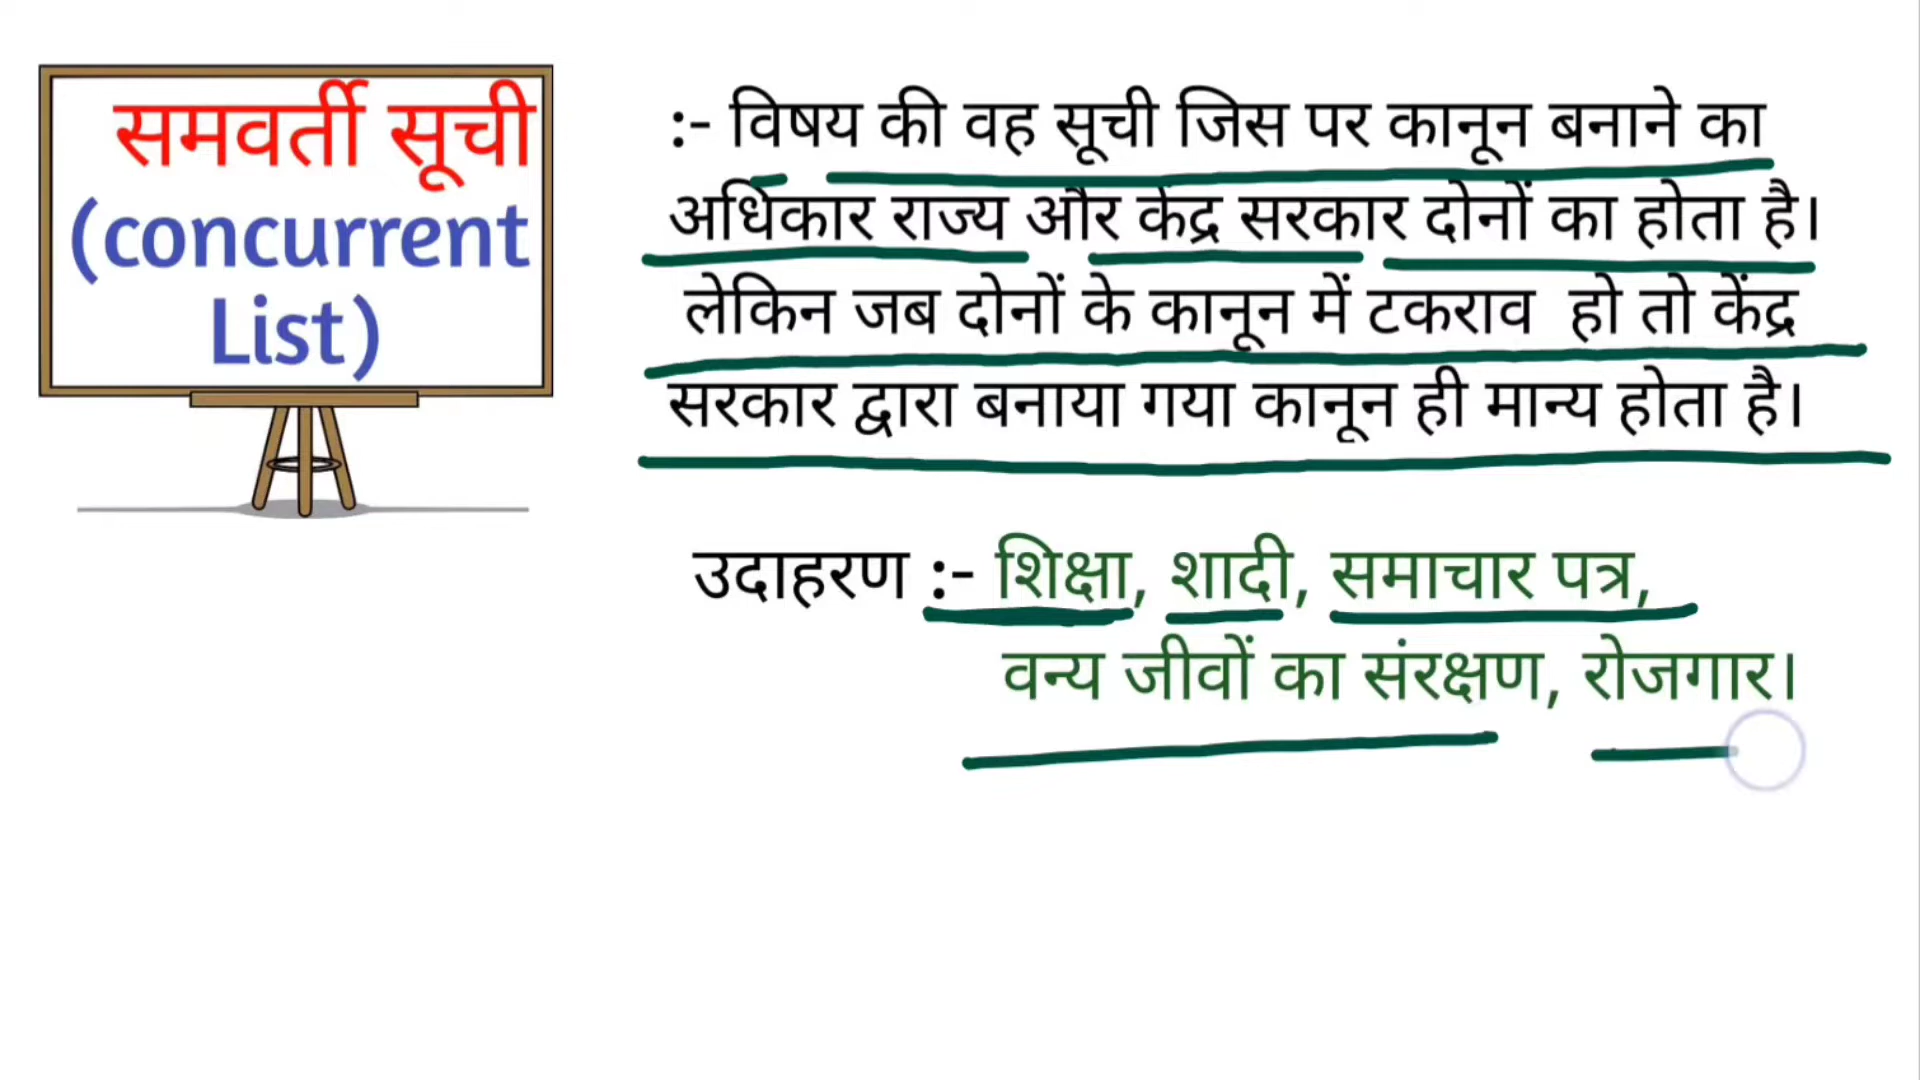 समवर्ती सूची
(concurrent
List)
:- विषय की वह सूची जिस पर कानून बनाने का
अधिकार राज्य और केंद्र सरकार दोनों का होता है।
लेकिन जब दोनों के कानून में टकराव हो तो केंद्र
सरकार द्वारा बनाया गया कानून ही मान्य होता है।
उदाहरण :- शिक्षा, शादी, समाचार पत्र,
वन्य जीवों का संरक्षण, रोजगार।